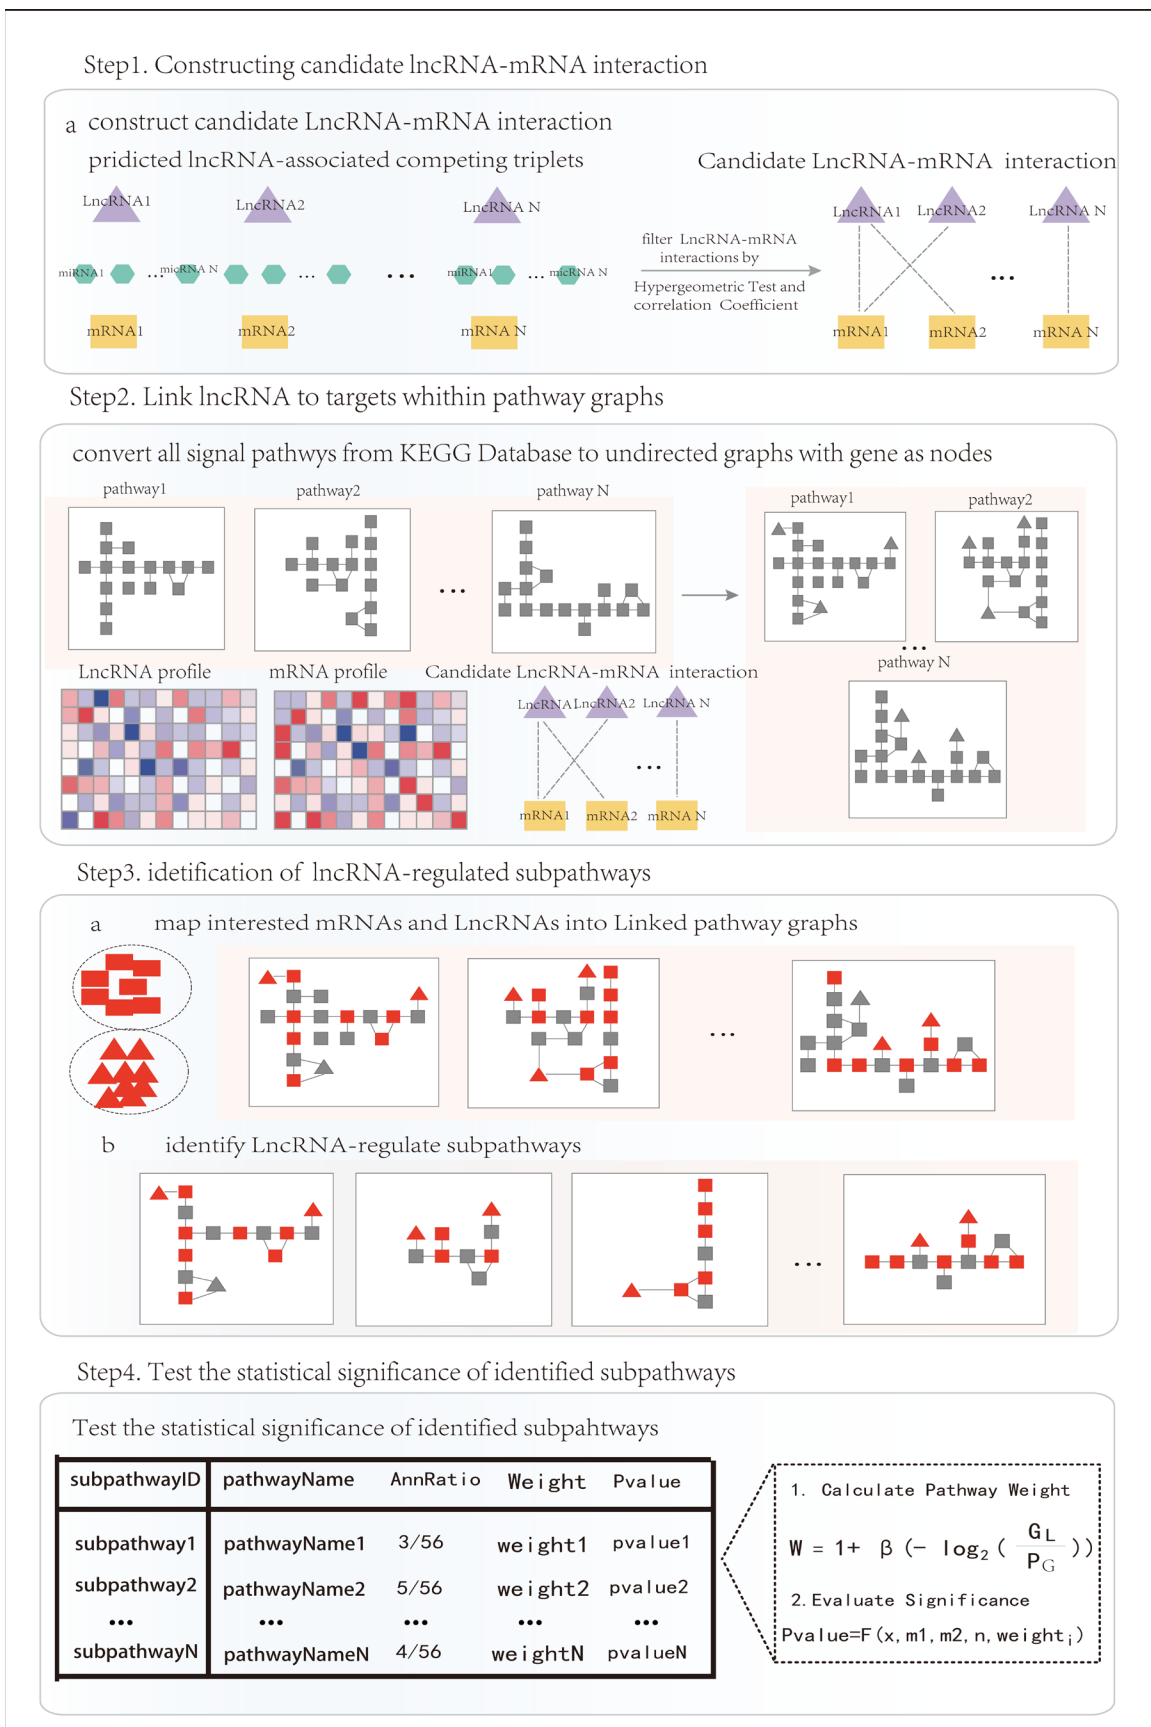 Step1. Constructing candidate lncRNA-mRNA interaction
a construct candidate LncRNA-mRNA interaction
pridicted lncRNA-associated competing triplets
Candidate LncRNA-mRNA interaction
LncRNA1 LncRNA2 LncRNA N
LncRNA1 LncRNA2 LncRNA N
filter LncRNA-mRNA
interactions by
Hypergeometric Test and
correlation Coefficient
miRNA1 ... micRNA N ... ... miRNA1 ... micRNA N
...
mRNA1 mRNA2 mRNA N
mRNA1 mRNA2 mRNA N
Step2. Link lncRNA to targets whithin pathway graphs
convert all signal pathwys from KEGG Database to undirected graphs with gene as nodes
pathway1 pathway2 pathway N
...
pathway1 pathway2
...
pathway N
LncRNA profile mRNA profile Candidate LncRNA-mRNA interaction
LncRNA1 LncRNA2 LncRNA N
...
mRNA1 mRNA2 mRNA N
Step3. idetification of lncRNA-regulated subpathways
a map interested mRNAs and LncRNAs into Linked pathway graphs
...
b identify LncRNA-regulate subpathways
...
Step4. Test the statistical significance of identified subpathways
Test the statistical significance of identified subpahtways
subpathwayID pathwayName AnnRatio Weight Pvalue
subpathway1 pathwayName1 3/56 weight1 pvalue1
subpathway2 pathwayName2 5/56 weight2 pvalue2
... ... ... ... ...
subpathwayN pathwayNameN 4/56 weightN pvalueN
1. Calculate Pathway Weight
W = 1+ β (- log₂ ( G_L / P_G ))
2. Evaluate Significance
Pvalue=F(x, m1, m2, n, weightᵢ)